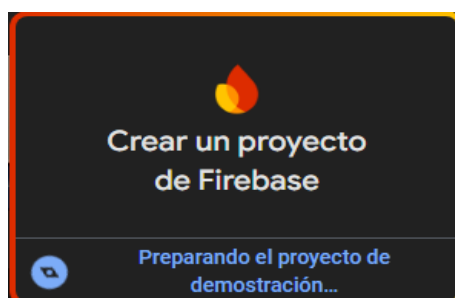 Crear un proyecto
de Firebase
Preparando el proyecto de
demostración…